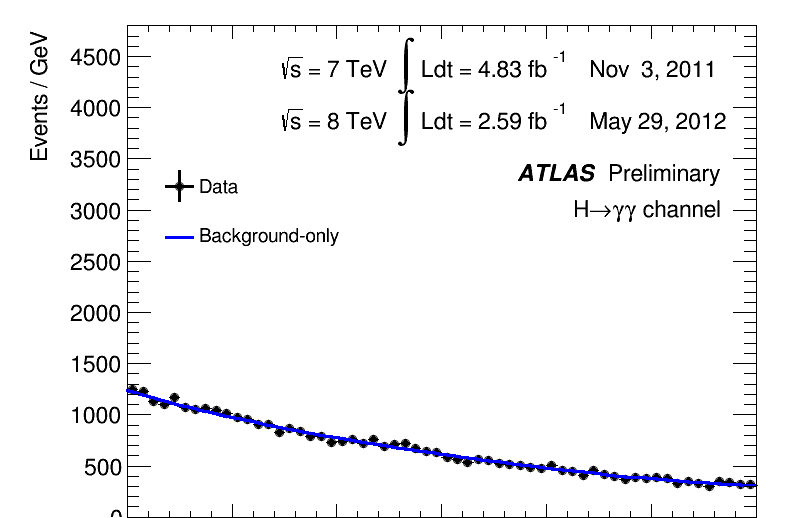 Events / GeV
4500
4000
3500
3000
2500
2000
1500
1000
500
0
√s = 7 TeV ∫ Ldt = 4.83 fb⁻¹ Nov 3, 2011
√s = 8 TeV ∫ Ldt = 2.59 fb⁻¹ May 29, 2012
ATLAS Preliminary
H→γγ channel
Data
Background-only